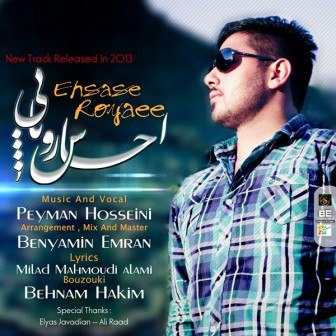 New Track Released In 2013
Ehsase
Royaee
احساس رویایی
Music And Vocal
Peyman Hosseini
Arrangement , Mix And Master
Benyamin Emran
Lyrics
Milad Mahmoudi alami
Bouzouki
Behnam Hakim
Special Thanks :
Elyas Javadian -- Ali Raad
BE